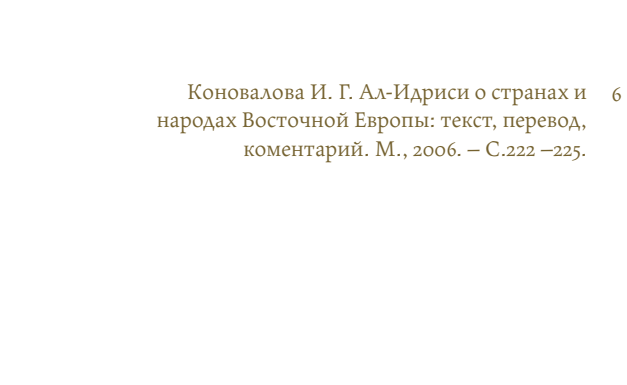 Коновалова И. Г. Ал-Идриси о странах и 6
народах Восточной Европы: текст, перевод,
коментарий. М., 2006. – С.222 –225.